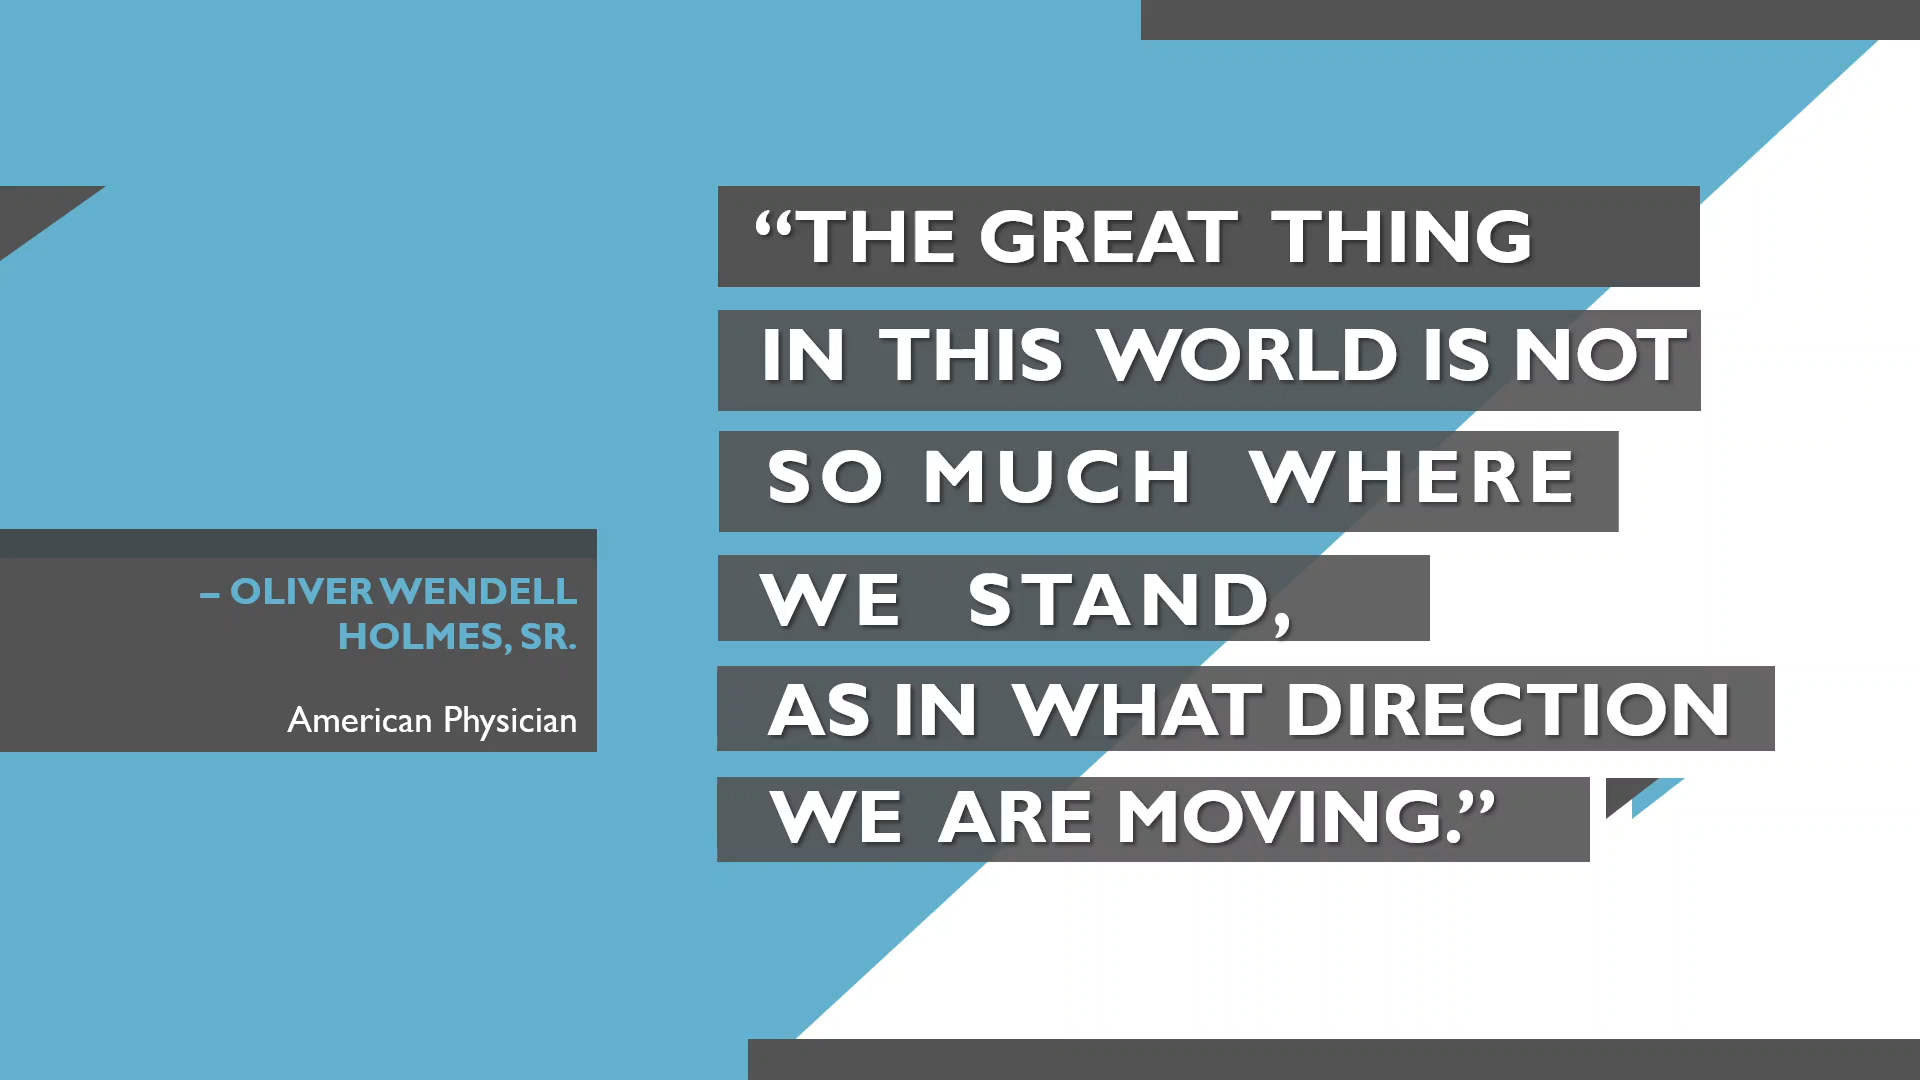 “THE GREAT THING
IN THIS WORLD IS NOT
SO MUCH WHERE
WE STAND,
AS IN WHAT DIRECTION
WE ARE MOVING.”
– OLIVER WENDELL
HOLMES, SR.
American Physician